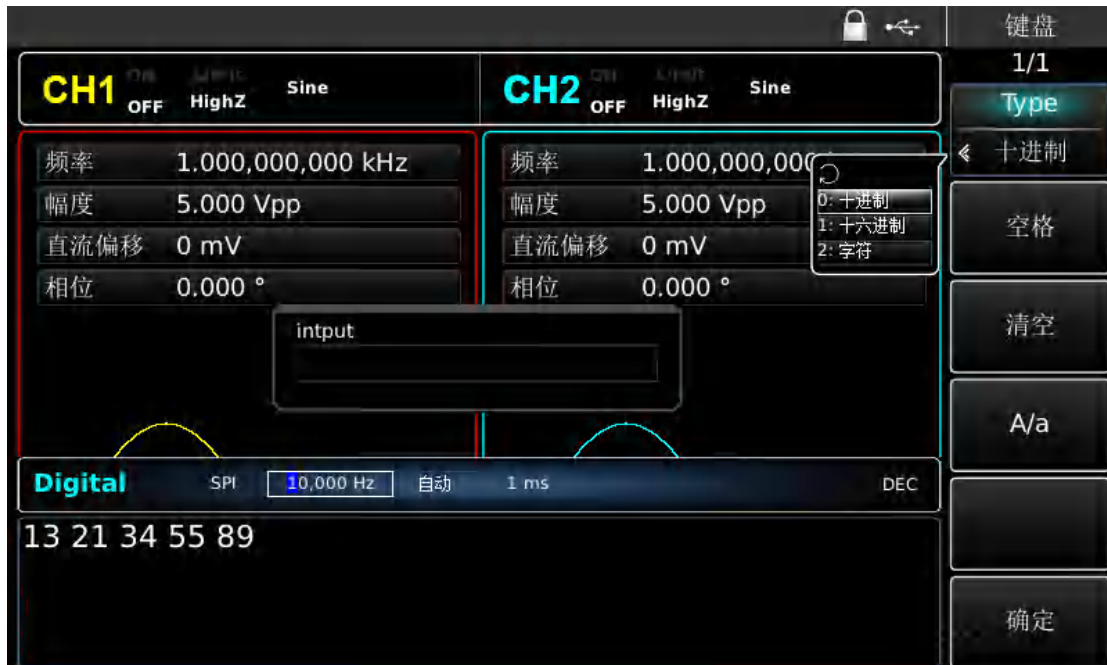 键盘
1/1
CH1 OFF HighZ Sine
CH2 OFF HighZ Sine
Type
十进制
频率 1.000,000,000 kHz
幅度 5.000 Vpp
直流偏移 0 mV
相位 0.000 °
频率 1.000,000,000
幅度 5.000 Vpp
直流偏移 0 mV
相位 0.000 °
0: 十进制
1: 十六进制
2: 字符
空格
清空
A/a
确定
intput
Digital SPI 10,000 Hz 自动 1 ms DEC
13 21 34 55 89